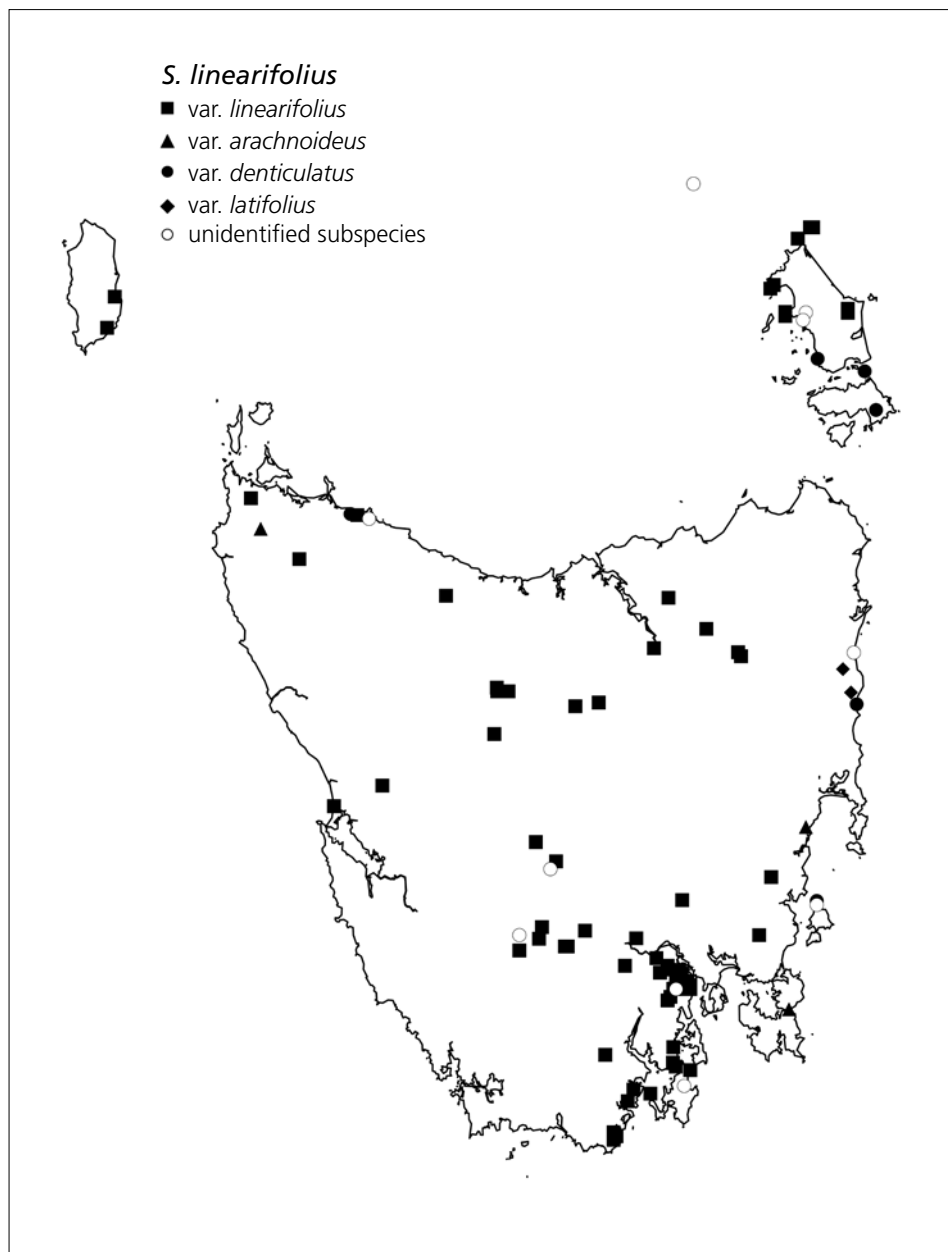 S. linearifolius
var. linearifolius
var. arachnoideus
var. denticulatus
var. latifolius
unidentified subspecies